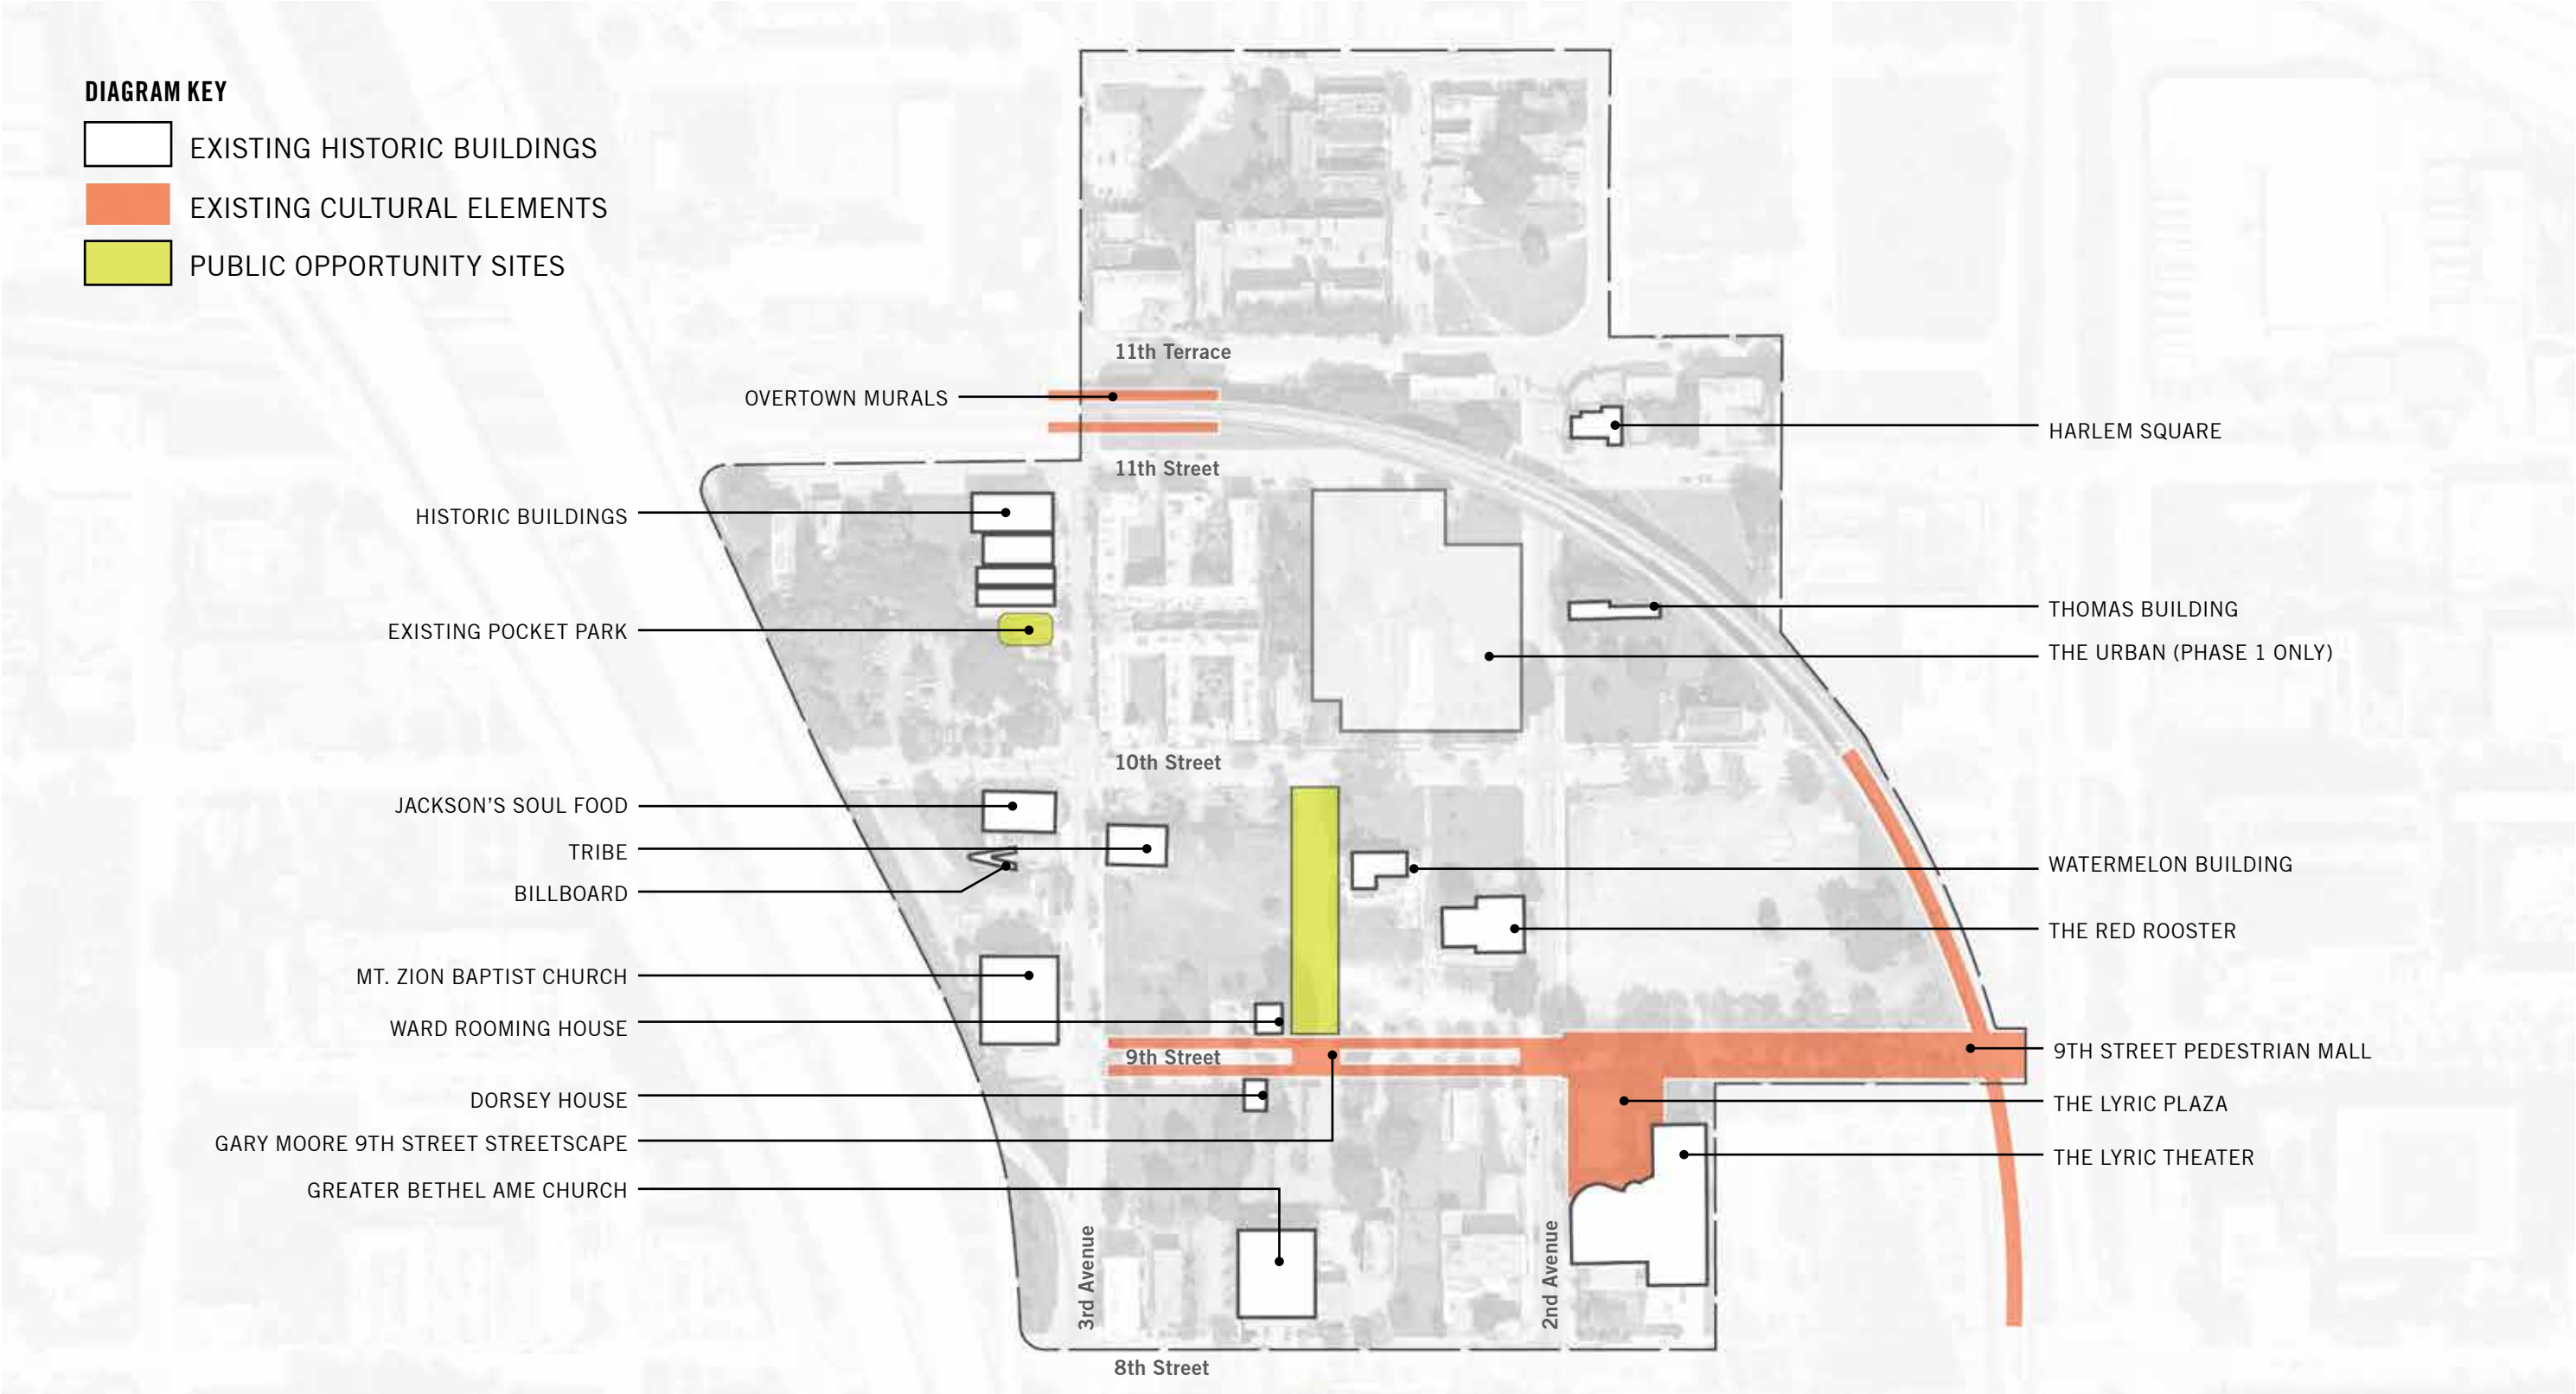 DIAGRAM KEY
EXISTING HISTORIC BUILDINGS
EXISTING CULTURAL ELEMENTS
PUBLIC OPPORTUNITY SITES
11th Terrace
OVERTOWN MURALS
HARLEM SQUARE
11th Street
HISTORIC BUILDINGS
EXISTING POCKET PARK
THOMAS BUILDING
THE URBAN (PHASE 1 ONLY)
10th Street
JACKSON'S SOUL FOOD
TRIBE
BILLBOARD
WATERMELON BUILDING
THE RED ROOSTER
MT. ZION BAPTIST CHURCH
WARD ROOMING HOUSE
9th Street
9TH STREET PEDESTRIAN MALL
DORSEY HOUSE
THE LYRIC PLAZA
GARY MOORE 9TH STREET STREETSCAPE
THE LYRIC THEATER
GREATER BETHEL AME CHURCH
3rd Avenue
2nd Avenue
8th Street